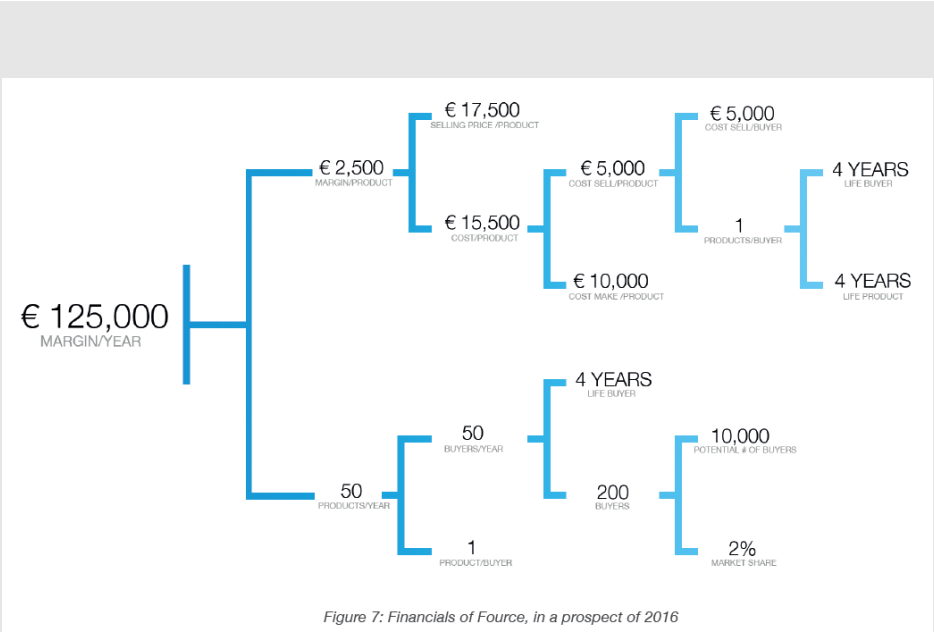 € 17,500
SELLING PRICE /PRODUCT
€ 5,000
COST SELL/BUYER
€ 2,500
MARGIN/PRODUCT
€ 5,000
COST SELL/PRODUCT
4 YEARS
LIFE BUYER
€ 15,500
COST/PRODUCT
1
PRODUCTS/BUYER
€ 10,000
COST MAKE /PRODUCT
4 YEARS
LIFE PRODUCT
€ 125,000
MARGIN/YEAR
4 YEARS
LIFE BUYER
50
BUYERS/YEAR
10,000
POTENTIAL # OF BUYERS
50
PRODUCTS/YEAR
200
BUYERS
1
PRODUCT/BUYER
2%
MARKET SHARE
Figure 7: Financials of Fource, in a prospect of 2016